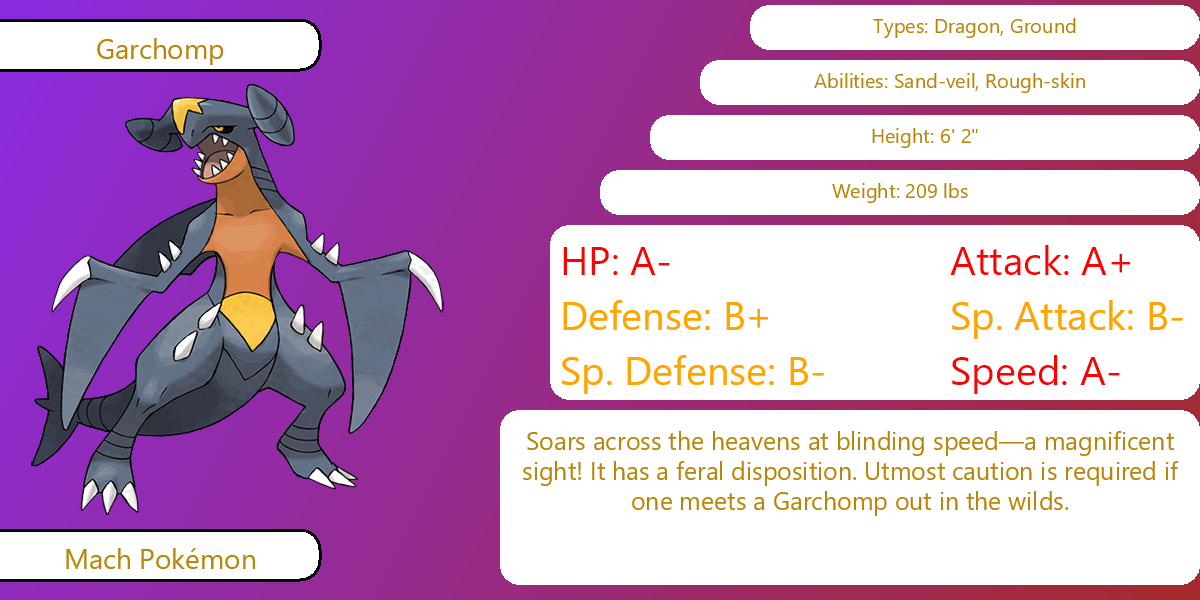 Garchomp
Types: Dragon, Ground
Abilities: Sand-veil, Rough-skin
Height: 6' 2"
Weight: 209 lbs
HP: A-
Attack: A+
Defense: B+
Sp. Attack: B-
Sp. Defense: B-
Speed: A-
Soars across the heavens at blinding speed—a magnificent
sight! It has a feral disposition. Utmost caution is required if
one meets a Garchomp out in the wilds.
Mach Pokémon